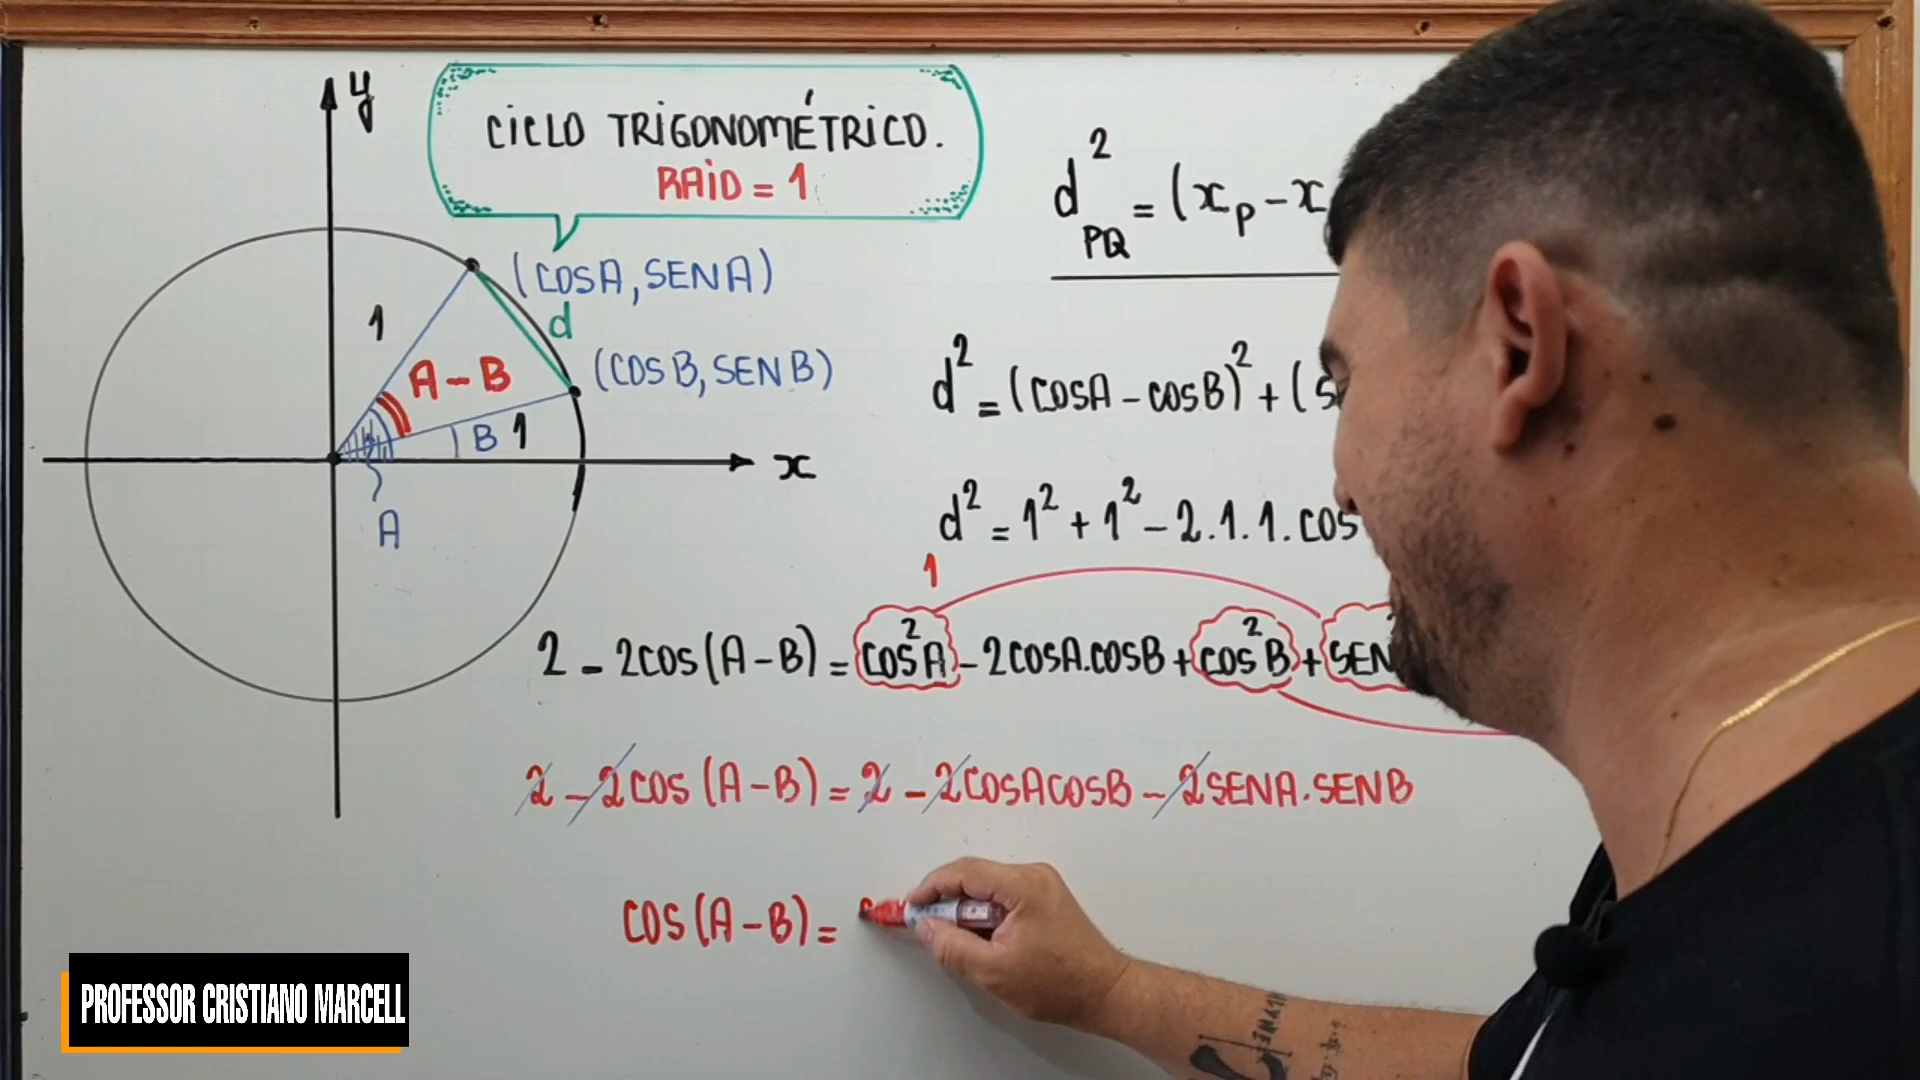 y
CICLO TRIGONOMÉTRICO.
RAIO = 1
d²PQ = (xP - x
(COSA, SENA)
1
d
A - B
(COSB, SENB)
B 1
x
A
d² = (COSA - COSB)² + (S
d² = 1² + 1² - 2.1.1.COS
1
2 - 2COS(A - B) = COS²A - 2COSA.COSB + COS²B + SEN
2 - 2COS(A - B) = 2 - 2COSACOSB - 2SENA.SENB
COS(A - B) =
PROFESSOR CRISTIANO MARCELL